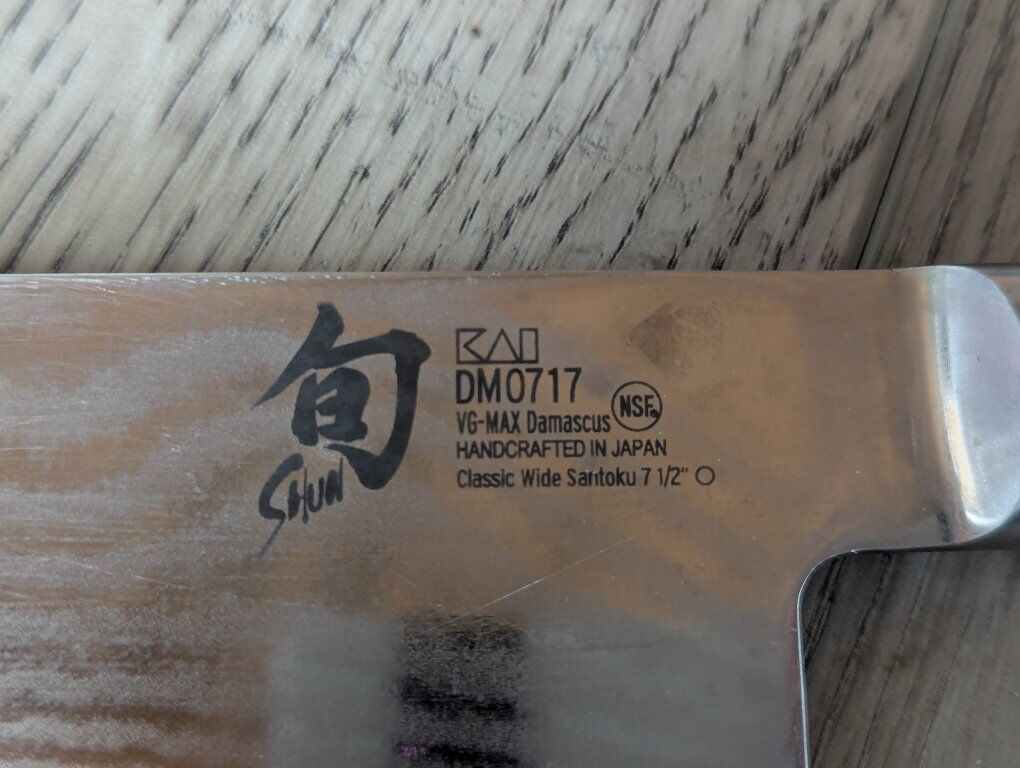 旬
SHUN
KAI
DM0717
VG-MAX Damascus
NSF®
HANDCRAFTED IN JAPAN
Classic Wide Santoku 7 1/2" O